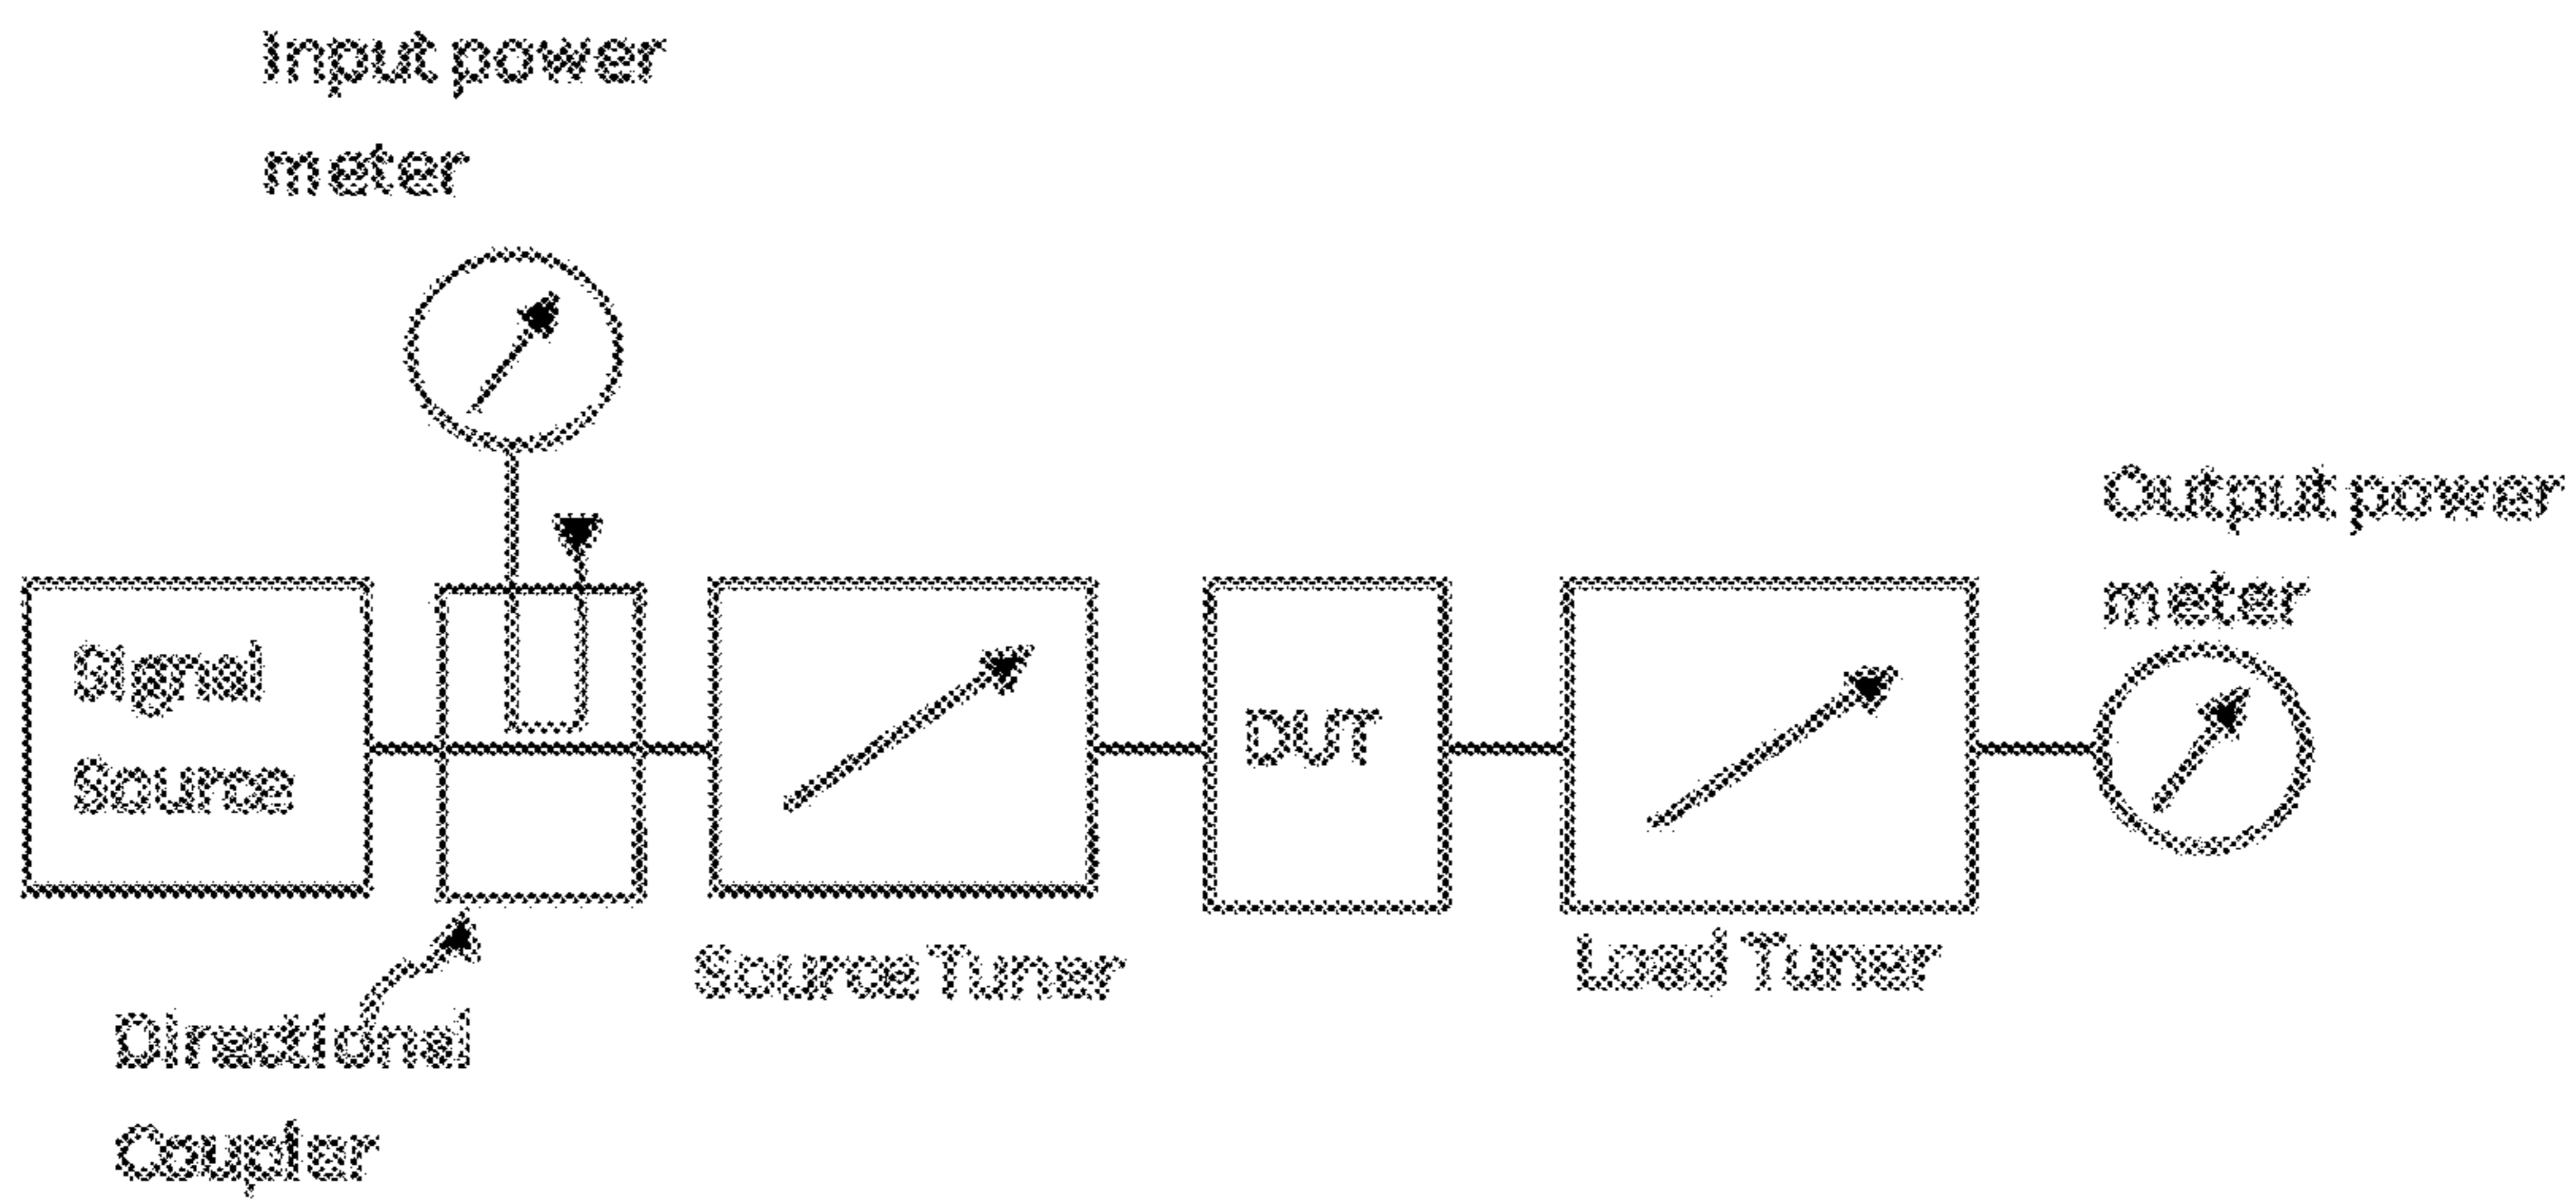 Input power
meter
Output power
meter
Signal
Source
DUT
Source Tuner
Load Tuner
Directional
Coupler